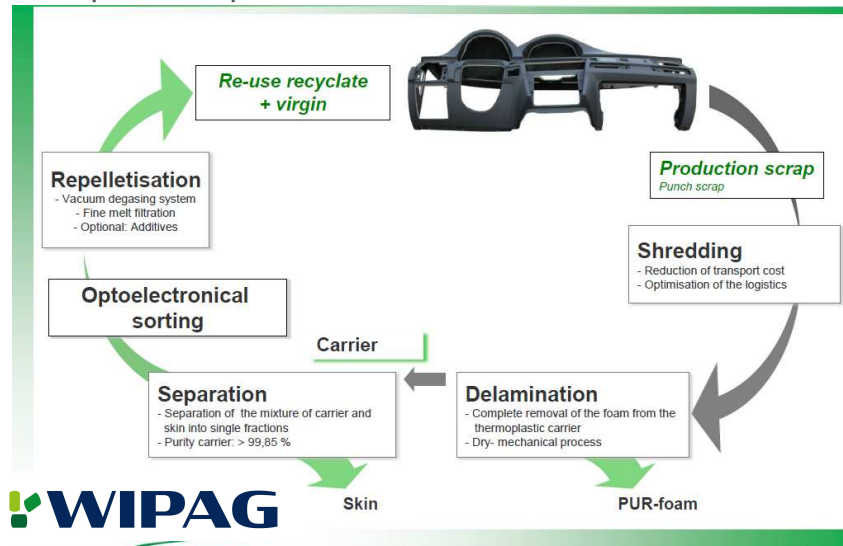 Re-use recyclate
+ virgin
Production scrap
Punch scrap
Repelletisation
- Vacuum degasing system
- Fine melt filtration
- Optional: Additives
Shredding
- Reduction of transport cost
- Optimisation of the logistics
Optoelectronical
sorting
Carrier
Separation
- Separation of the mixture of carrier and
skin into single fractions
- Purity carrier: > 99,85 %
Delamination
- Complete removal of the foam from the
thermoplastic carrier
- Dry- mechanical process
Skin
PUR-foam
WIPAG